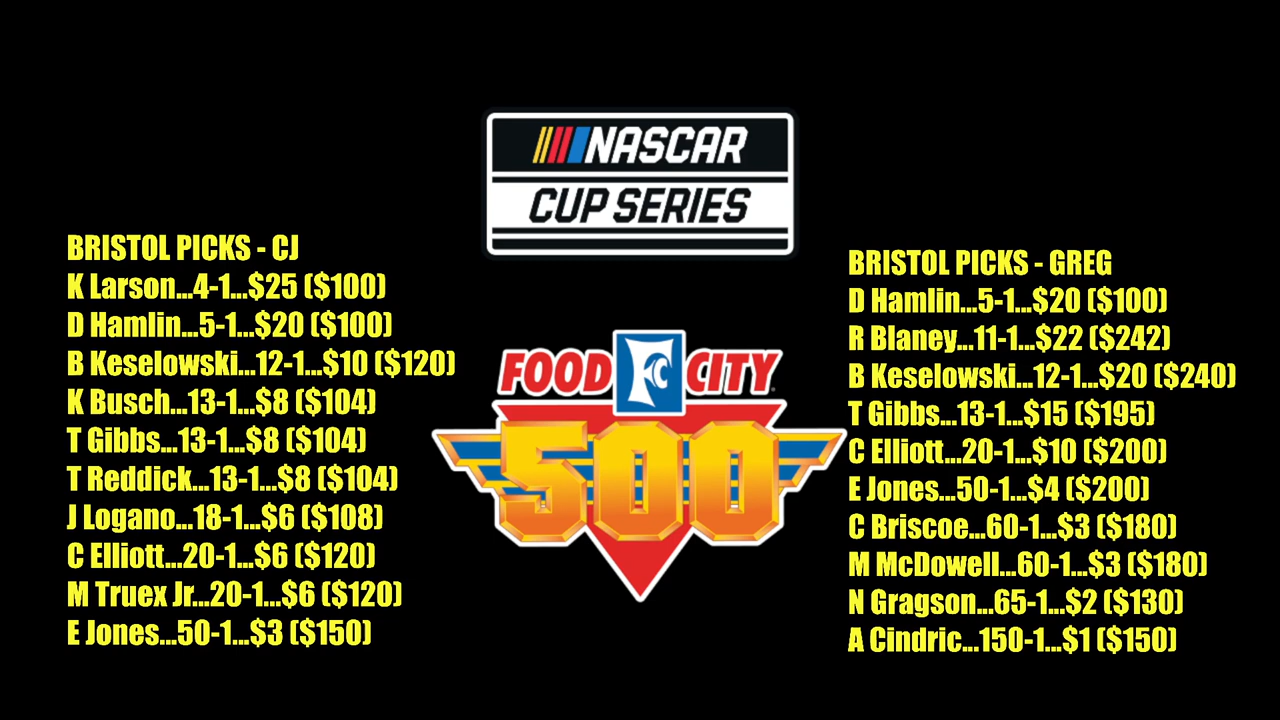 NASCAR
CUP SERIES
BRISTOL PICKS - CJ
K Larson...4-1...$25 ($100)
D Hamlin...5-1...$20 ($100)
B Keselowski...12-1...$10 ($120)
K Busch...13-1...$8 ($104)
T Gibbs...13-1...$8 ($104)
T Reddick...13-1...$8 ($104)
J Logano...18-1...$6 ($108)
C Elliott...20-1...$6 ($120)
M Truex Jr...20-1...$6 ($120)
E Jones...50-1...$3 ($150)
FOOD FC CITY
500
BRISTOL PICKS - GREG
D Hamlin...5-1...$20 ($100)
R Blaney...11-1...$22 ($242)
B Keselowski...12-1...$20 ($240)
T Gibbs...13-1...$15 ($195)
C Elliott...20-1...$10 ($200)
E Jones...50-1...$4 ($200)
C Briscoe...60-1...$3 ($180)
M McDowell...60-1...$3 ($180)
N Gragson...65-1...$2 ($130)
A Cindric...150-1...$1 ($150)